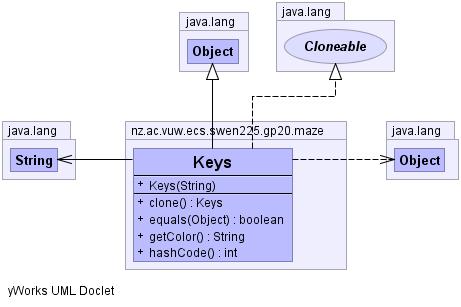 java.lang
Object
java.lang
Cloneable
java.lang
String
nz.ac.vuw.ecs.swen225.gp20.maze
Keys
+ Keys(String)
+ clone() : Keys
+ equals(Object) : boolean
+ getColor() : String
+ hashCode() : int
java.lang
Object
yWorks UML Doclet